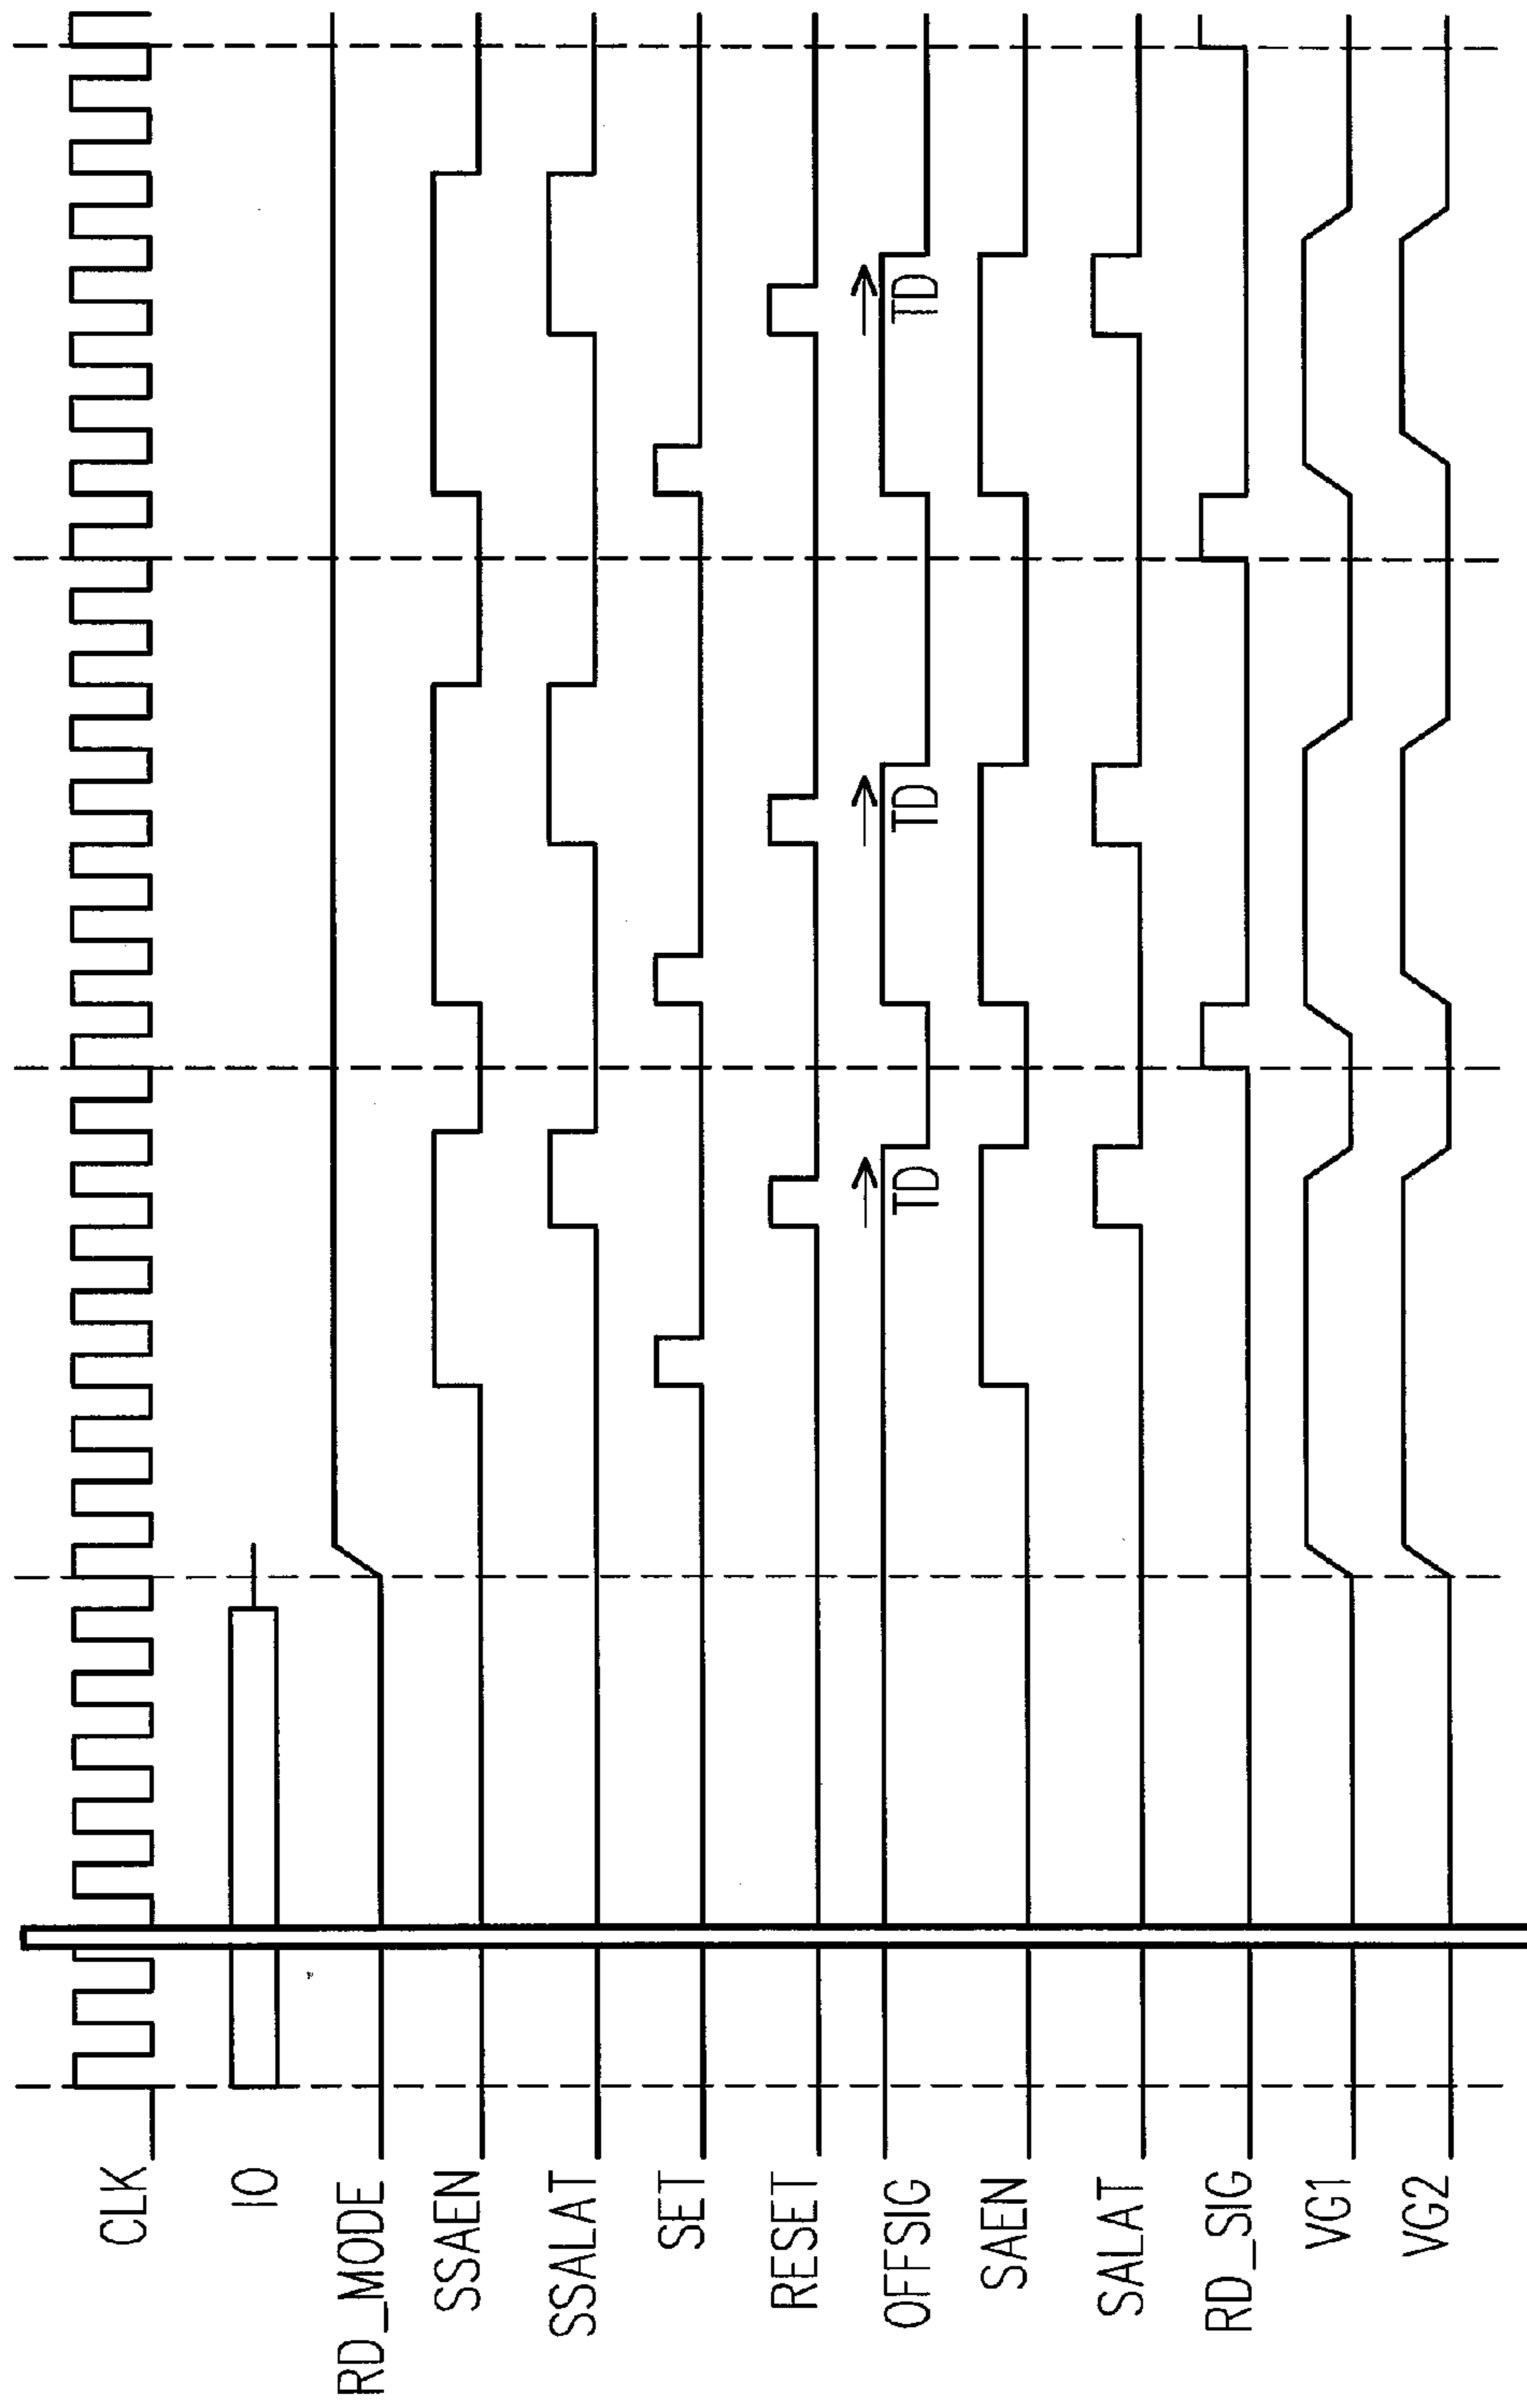 CLK
IO
RD_MODE
SSAEN
SSALAT
SET
RESET
OFFSIG
TD
TD
TD
SAEN
SALAT
RD_SIG
VG1
VG2